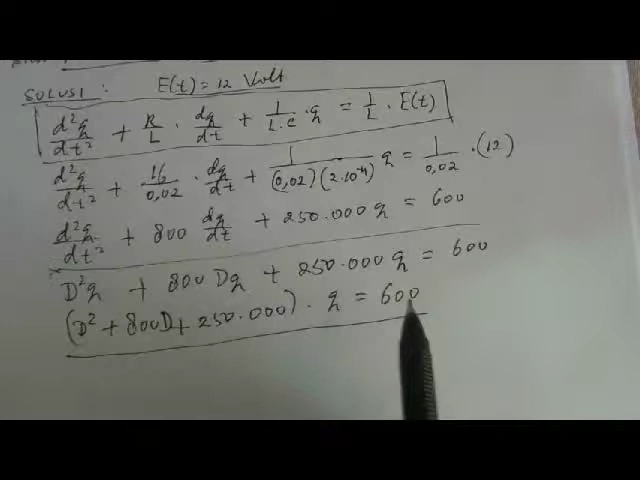 SOLUSI : E(t) = 12 Volt
d²q/dt² + R/L · dq/dt + 1/L.C · q = 1/L · E(t)
d²q/dt² + 16/0,02 · dq/dt + 1/(0,02)(2.10⁻⁴) q = 1/0,02 · (12)
d²q/dt² + 800 dq/dt + 250.000 q = 600
D²q + 800 Dq + 250.000 q = 600
(D² + 800D + 250.000) · q = 600